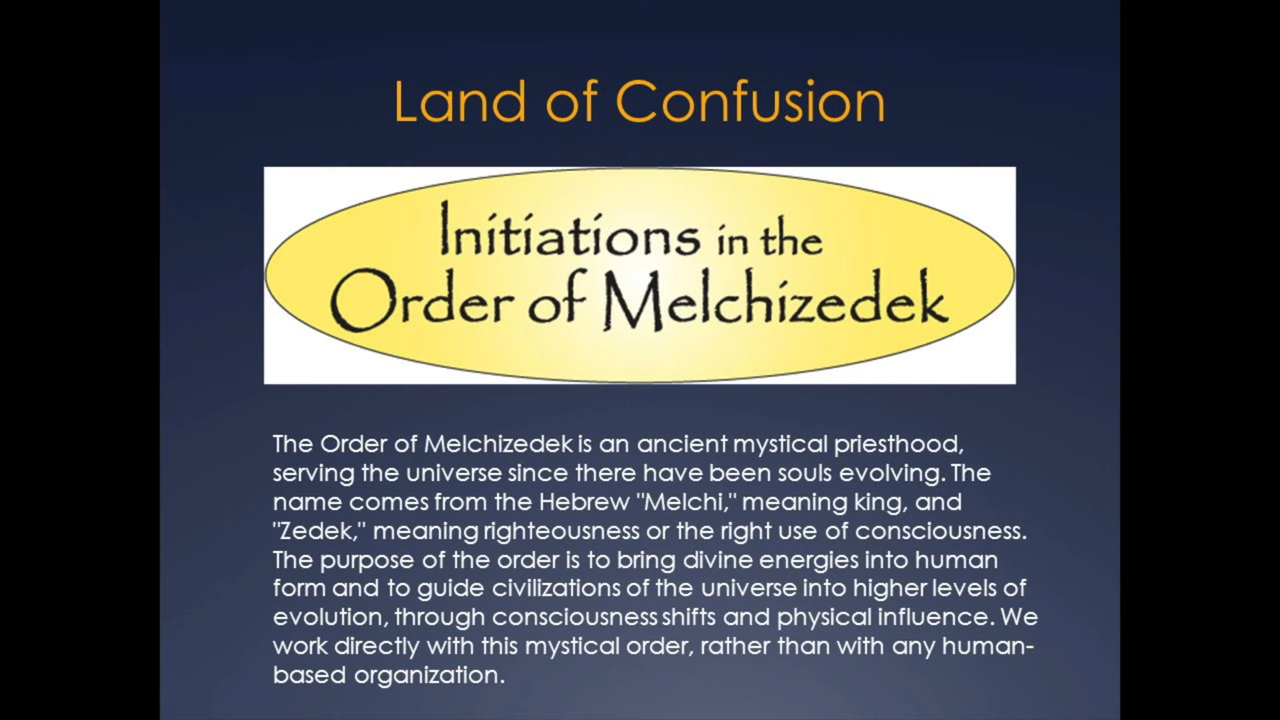 Land of Confusion
Initiations in the
Order of Melchizedek
The Order of Melchizedek is an ancient mystical priesthood,
serving the universe since there have been souls evolving. The
name comes from the Hebrew "Melchi," meaning king, and
"Zedek," meaning righteousness or the right use of consciousness.
The purpose of the order is to bring divine energies into human
form and to guide civilizations of the universe into higher levels of
evolution, through consciousness shifts and physical influence. We
work directly with this mystical order, rather than with any human-
based organization.